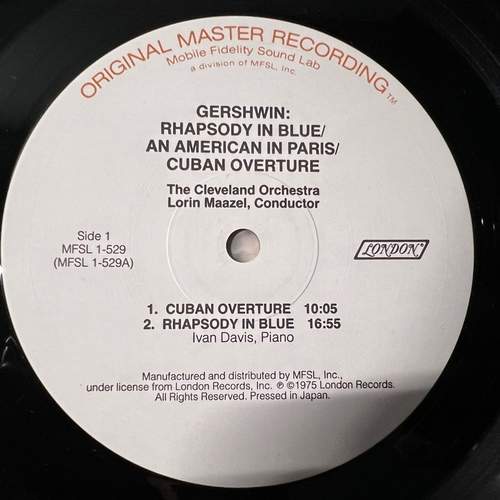 ORIGINAL MASTER RECORDING™
Mobile Fidelity Sound Lab
a division of MFSL, Inc.
GERSHWIN:
RHAPSODY IN BLUE/
AN AMERICAN IN PARIS/
CUBAN OVERTURE
The Cleveland Orchestra
Lorin Maazel, Conductor
Side 1
MFSL 1-529
(MFSL 1-529A)
LONDON®
1. CUBAN OVERTURE 10:05
2. RHAPSODY IN BLUE 16:55
Ivan Davis, Piano
Manufactured and distributed by MFSL, Inc.,
under license from London Records, Inc. ℗ ©1975 London Records.
All Rights Reserved. Pressed in Japan.